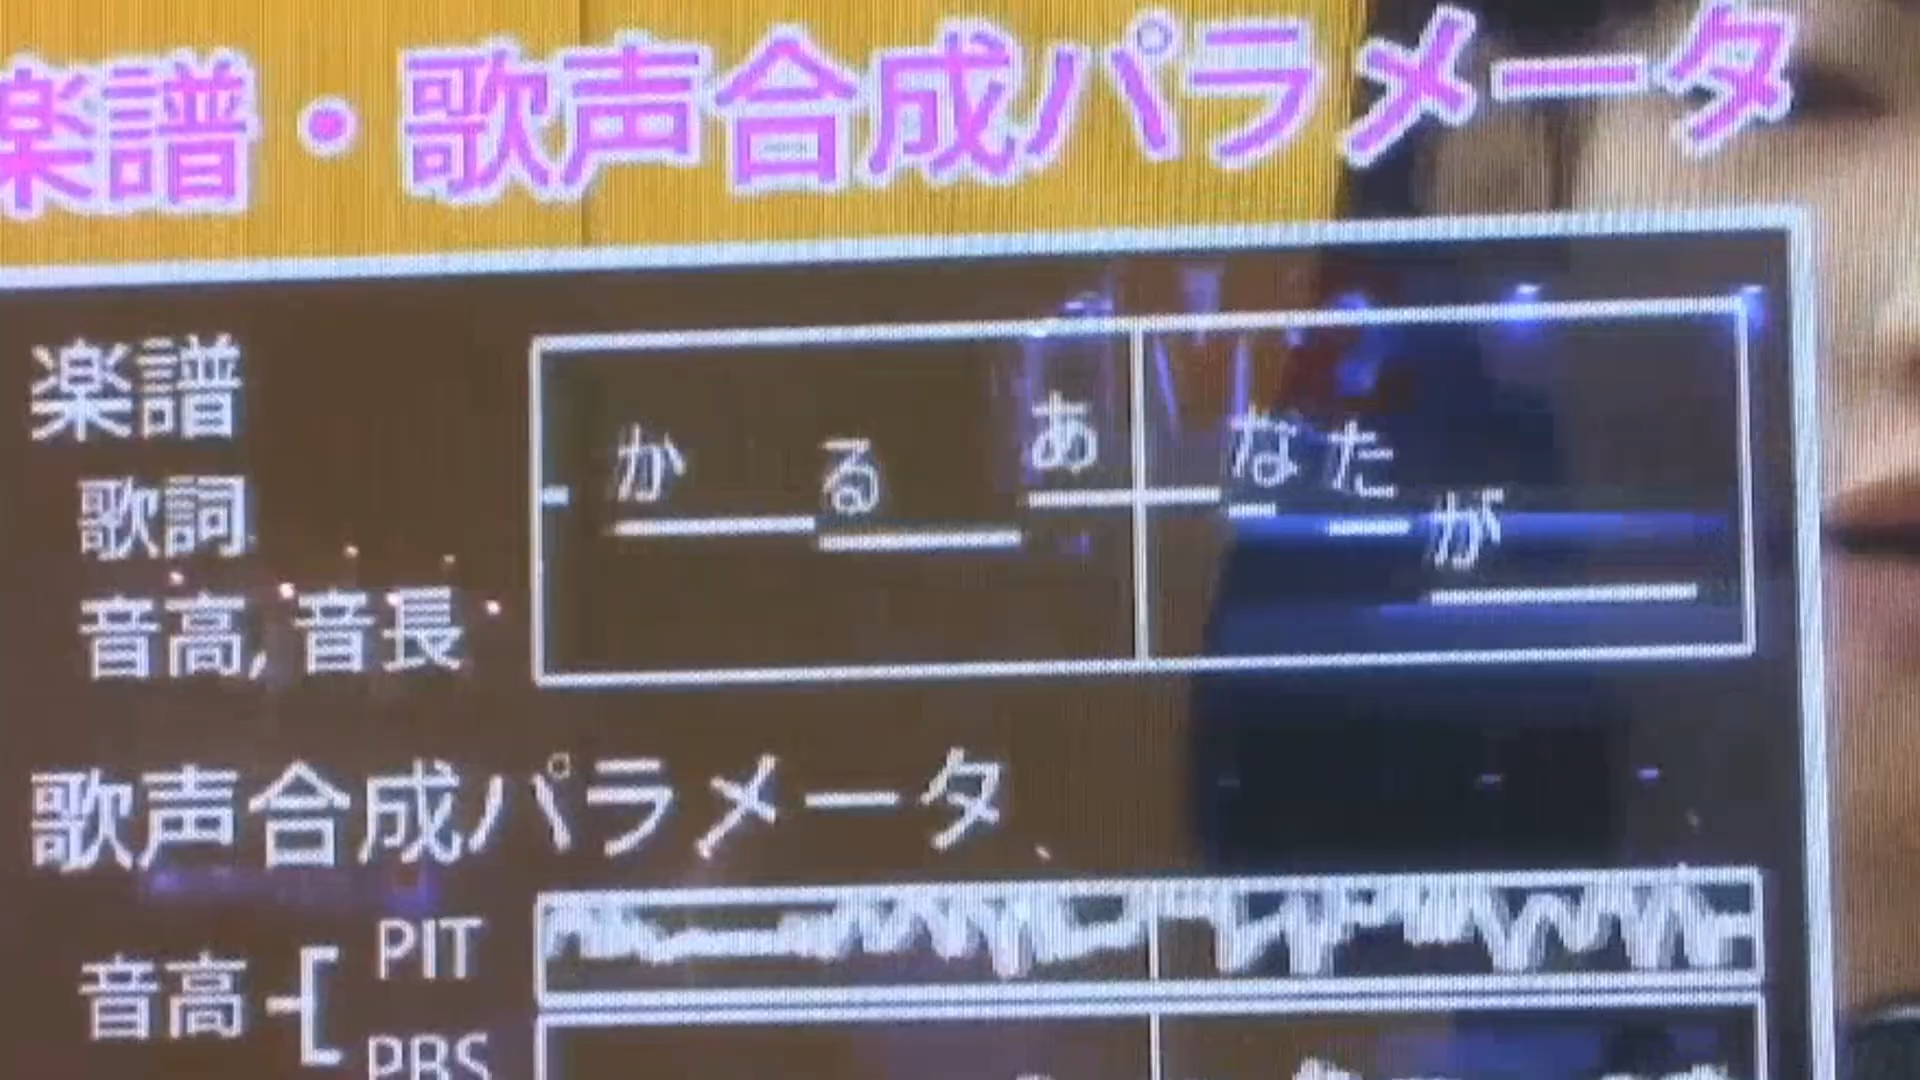 楽譜・歌声合成パラメータ
楽譜
か る あ な た が
歌詞
音高, 音長
歌声合成パラメータ
音高 PIT
PBS